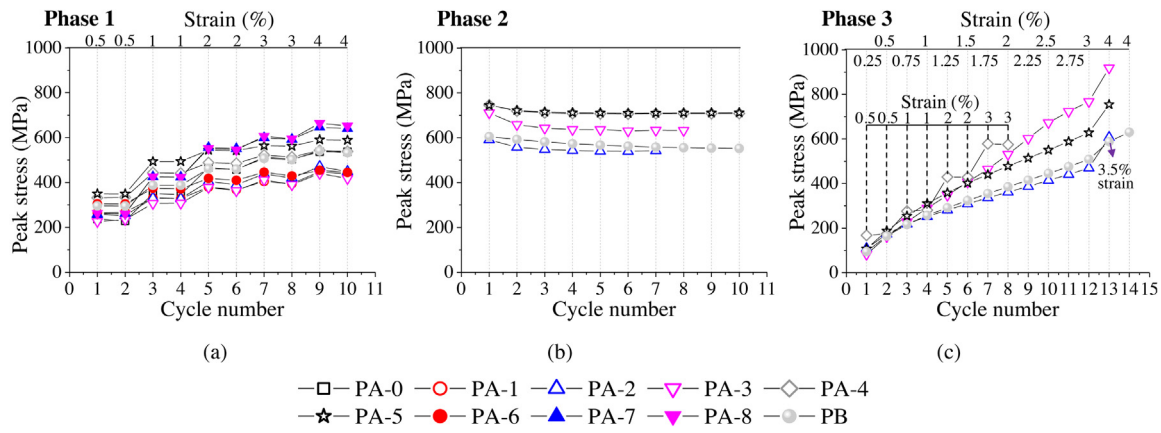 Phase 1
Strain (%)
0.5 0.5 1 1 2 2 3 3 4 4
1000
800
600
400
200
0
Peak stress (MPa)
0 1 2 3 4 5 6 7 8 9 10 11
Cycle number
(a)
Phase 2
1000
800
600
400
200
0
Peak stress (MPa)
0 1 2 3 4 5 6 7 8 9 10 11
Cycle number
(b)
Phase 3
Strain (%)
0.5 1 1.5 2 2.5 3 4 4
0.25 0.75 1.25 1.75 2.25 2.75
1000
800
600
400
200
0
Peak stress (MPa)
Strain (%)
0.5 0.5 1 1 2 2 3 3
3.5%
strain
0 1 2 3 4 5 6 7 8 9 10 11 12 13 14 15
Cycle number
(c)
PA-0 PA-1 PA-2 PA-3 PA-4
PA-5 PA-6 PA-7 PA-8 PB